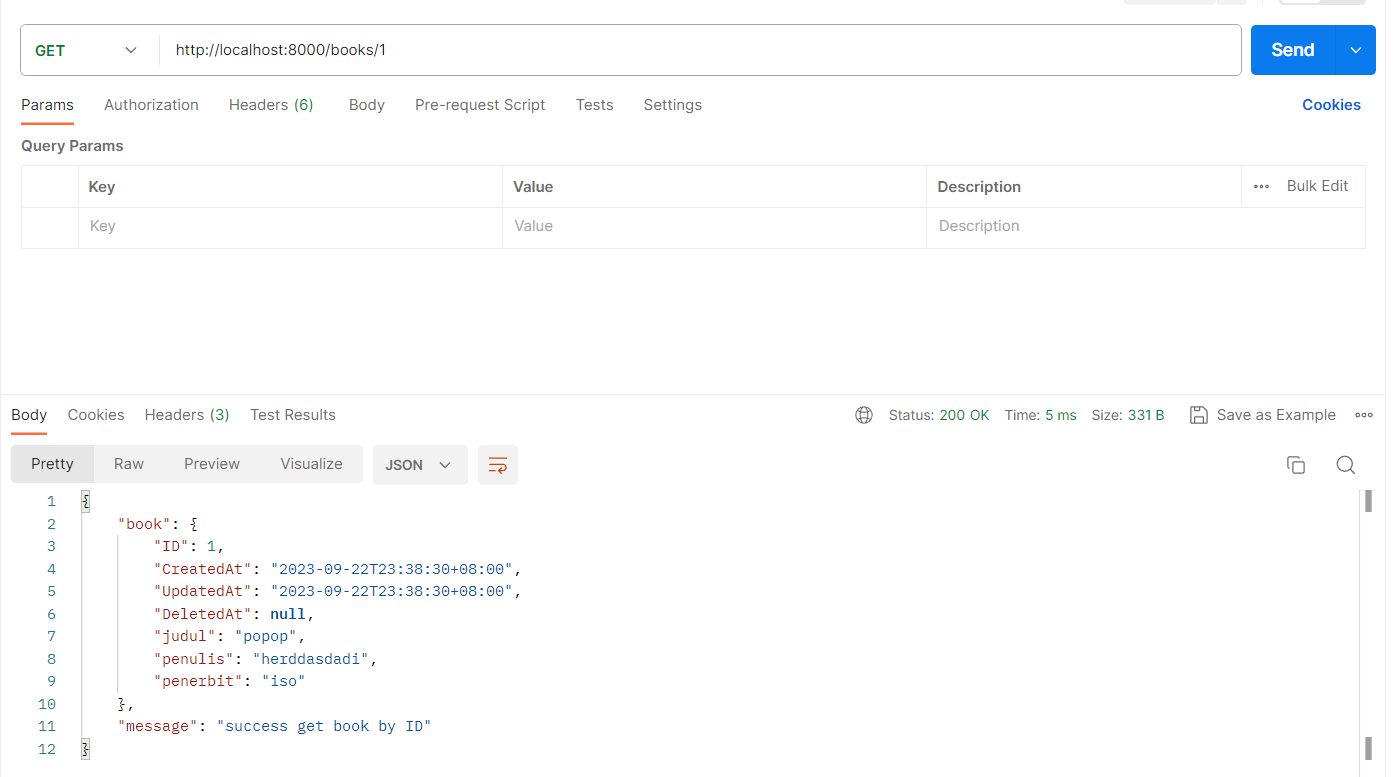 GET http://localhost:8000/books/1 Send
Params Authorization Headers (6) Body Pre-request Script Tests Settings Cookies
Query Params
Key Value Description Bulk Edit
Key Value Description
Body Cookies Headers (3) Test Results Status: 200 OK Time: 5 ms Size: 331 B Save as Example
Pretty Raw Preview Visualize JSON
1 {
2 "book": {
3 "ID": 1,
4 "CreatedAt": "2023-09-22T23:38:30+08:00",
5 "UpdatedAt": "2023-09-22T23:38:30+08:00",
6 "DeletedAt": null,
7 "judul": "popop",
8 "penulis": "herddasdadi",
9 "penerbit": "iso"
10 },
11 "message": "success get book by ID"
12 }